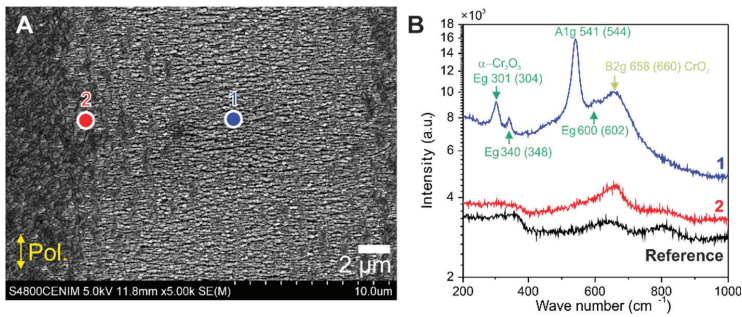 A
2
1
Pol.
2 µm
S4800CENIM 5.0kV 11.8mm x5.00k SE(M)
10.0um
B
×10³
18
16
14
12
10
8
6
4
2
Intensity (a.u.)
A1g 541 (544)
α−Cr₂O₃
Eg 301 (304)
B2g 658 (660) CrO₂
Eg 600 (602)
Eg 340 (348)
1
2
Reference
200 400 600 800 1000
Wave number (cm⁻¹)